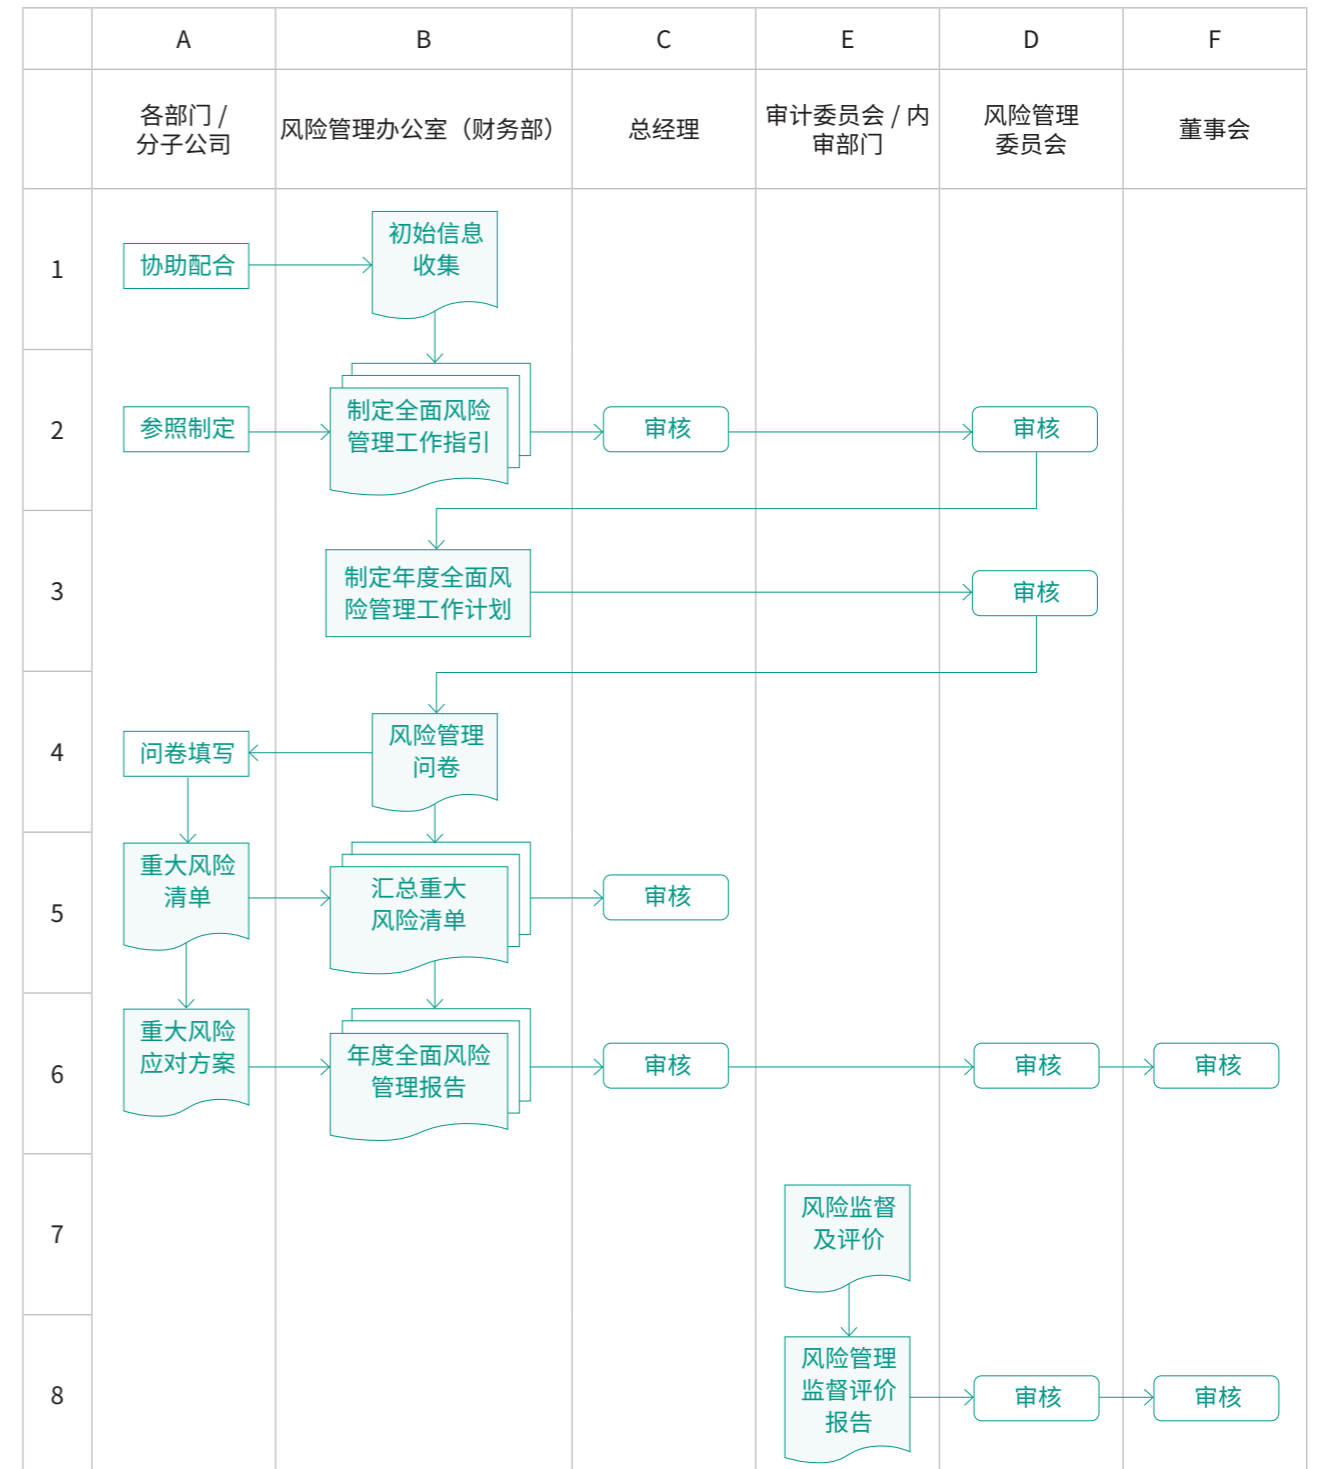 A
B
C
E
D
F
各部门 /
分子公司
风险管理办公室（财务部）
总经理
审计委员会 / 内
审部门
风险管理
委员会
董事会
1
协助配合
初始信息
收集
2
参照制定
制定全面风险
管理工作指引
审核
审核
3
制定年度全面风
险管理工作计划
审核
4
问卷填写
风险管理
问卷
5
重大风险
清单
汇总重大
风险清单
审核
6
重大风险
应对方案
年度全面风险
管理报告
审核
审核
审核
7
风险监督
及评价
8
风险管理
监督评价
报告
审核
审核